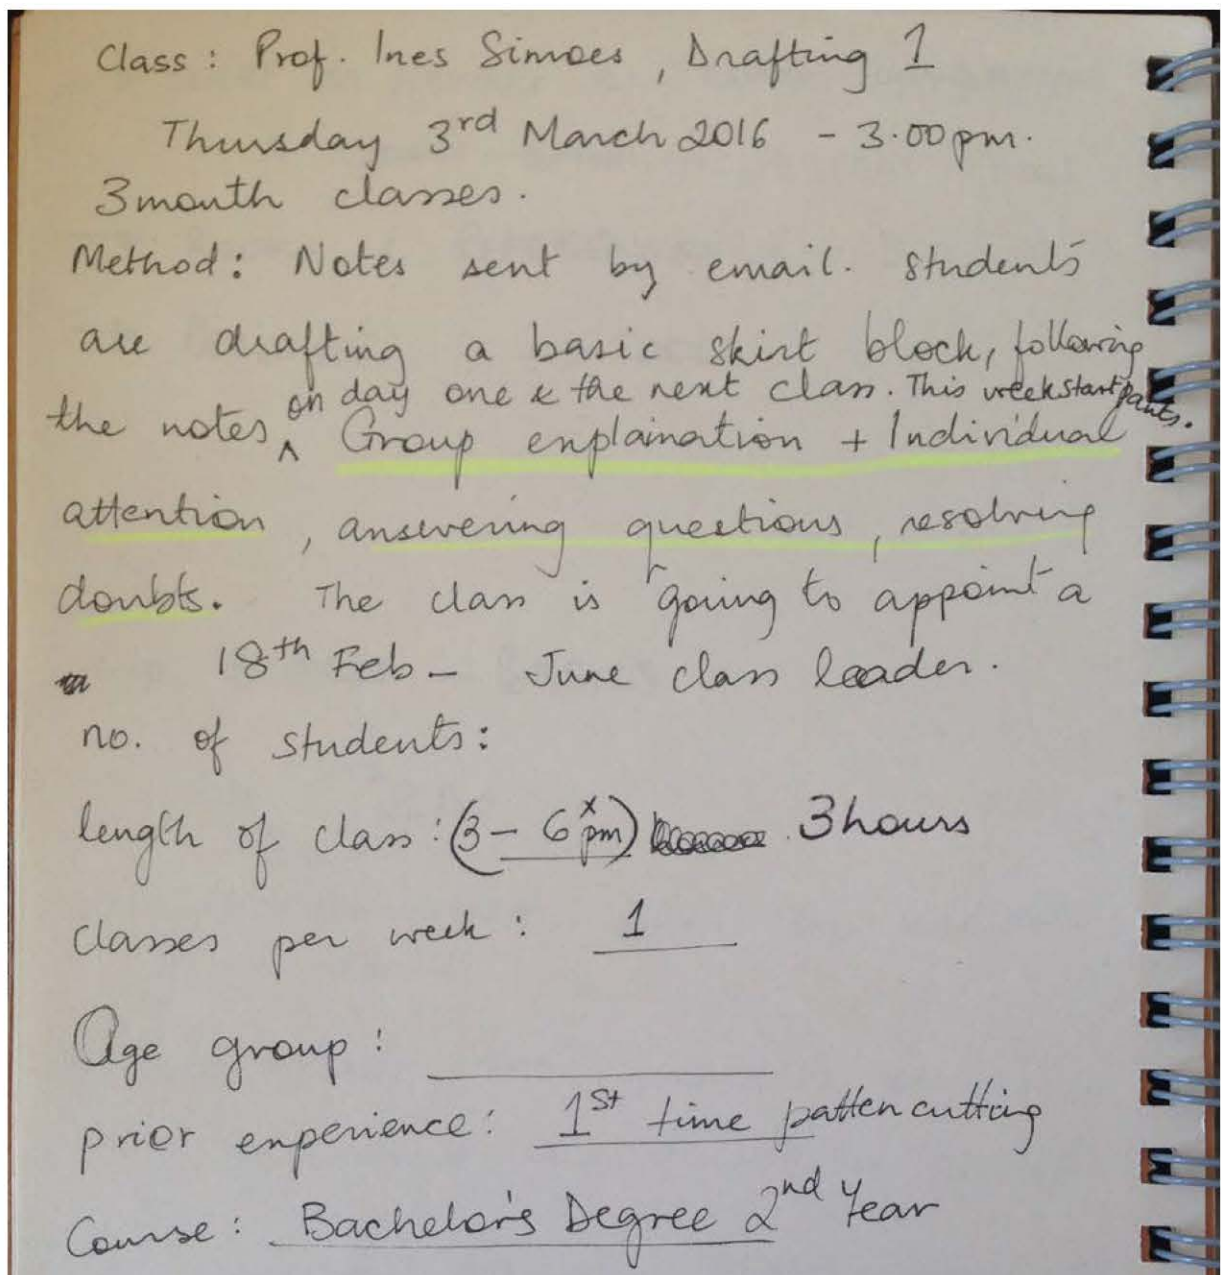 Class : Prof. Ines Simoes , Drafting 1
Thursday 3rd March 2016 - 3.00pm.
3month classes.
Method: Notes sent by email. students
are drafting a basic skirt block, following
on day one & the next class. This week start pants.
the notes, ^ Group explaination + Individual
attention, answering questions, resolving
doubts. The class is going to appoint a
18th Feb - June class leader.
no. of students:
length of class: (3 - 6 pm) 3hours
classes per week: 1
Age group:
prior experience: 1st time patten cutting
Course: Bachelor's Degree 2nd Year